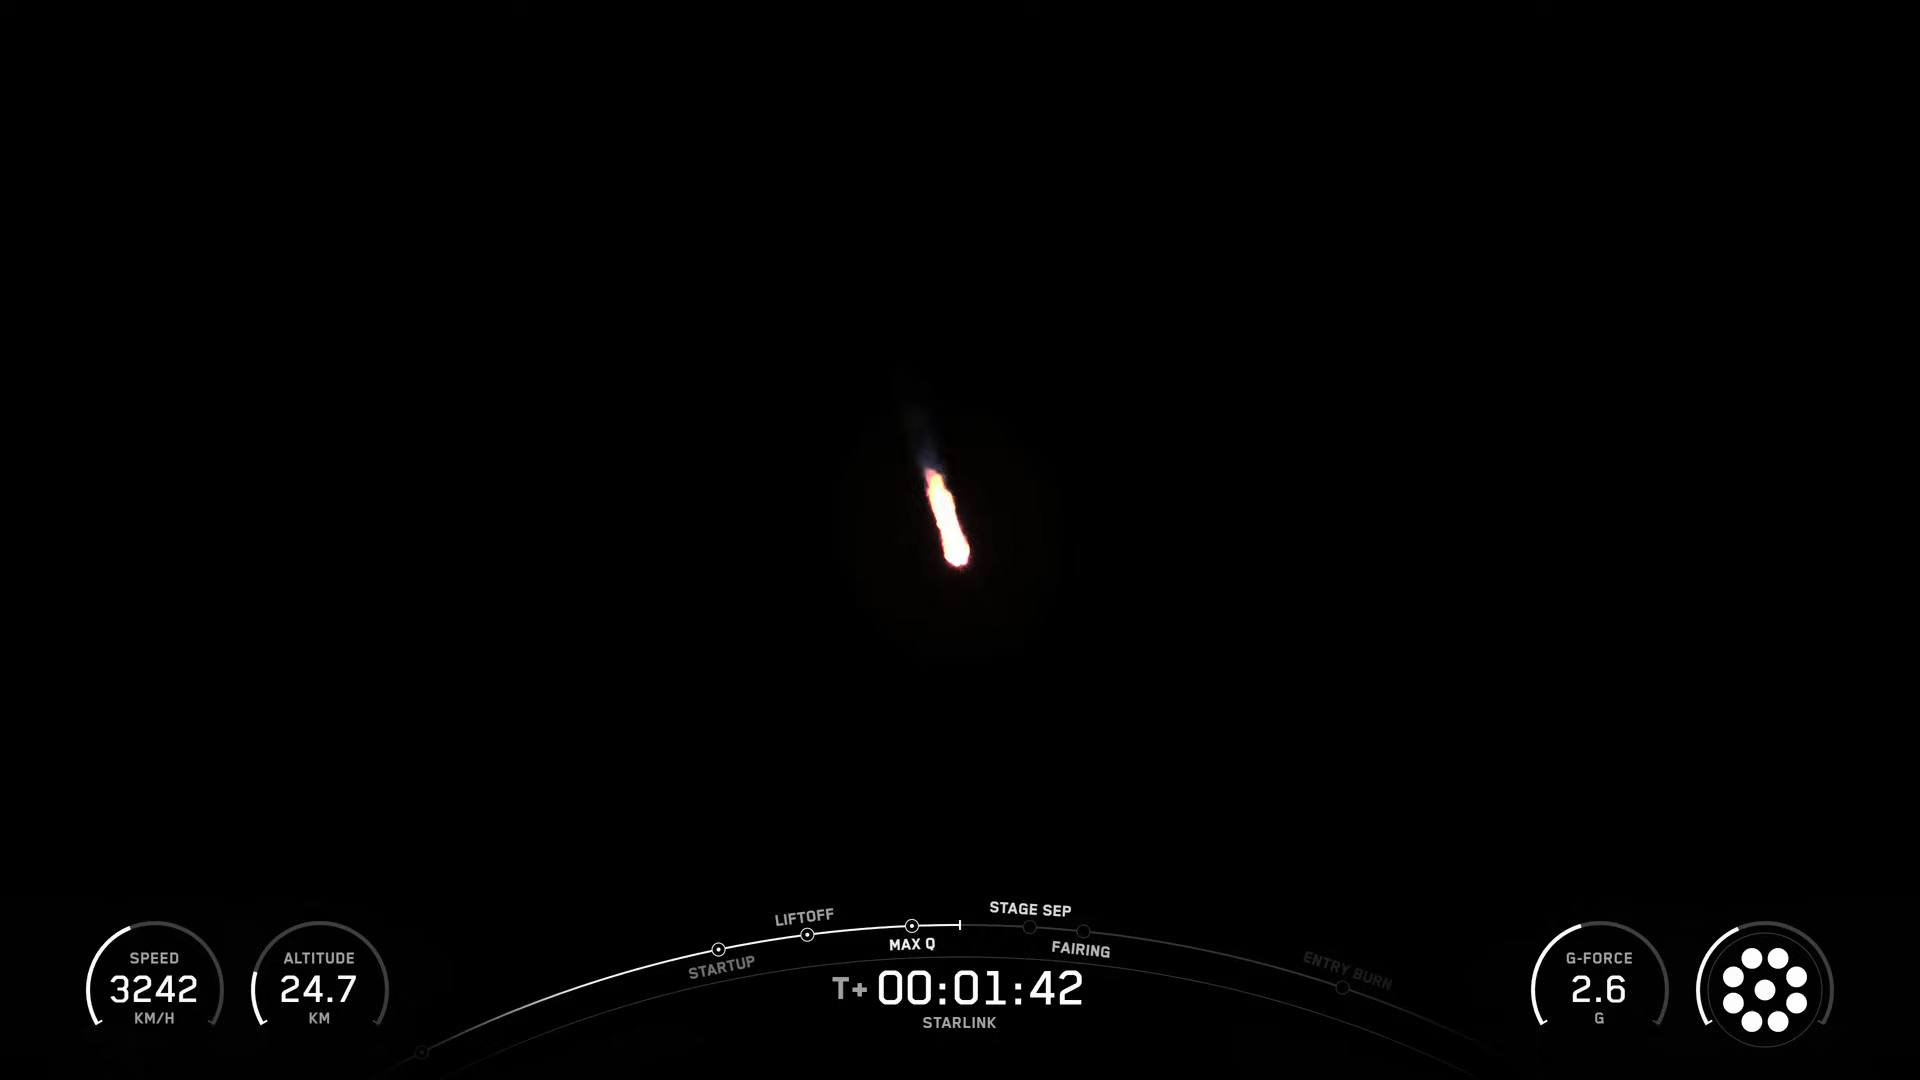 LIFTOFF
STAGE SEP
MAX Q
FAIRING
STARTUP
ENTRY BURN
SPEED
3242
KM/H
ALTITUDE
24.7
KM
T+ 00:01:42
STARLINK
G-FORCE
2.6
G